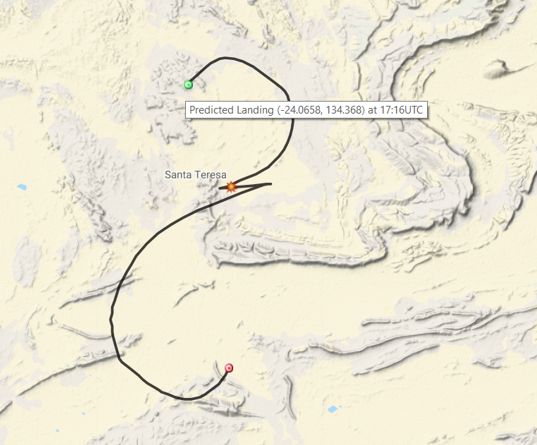 Predicted Landing (-24.0658, 134.368) at 17:16UTC
Santa Teresa